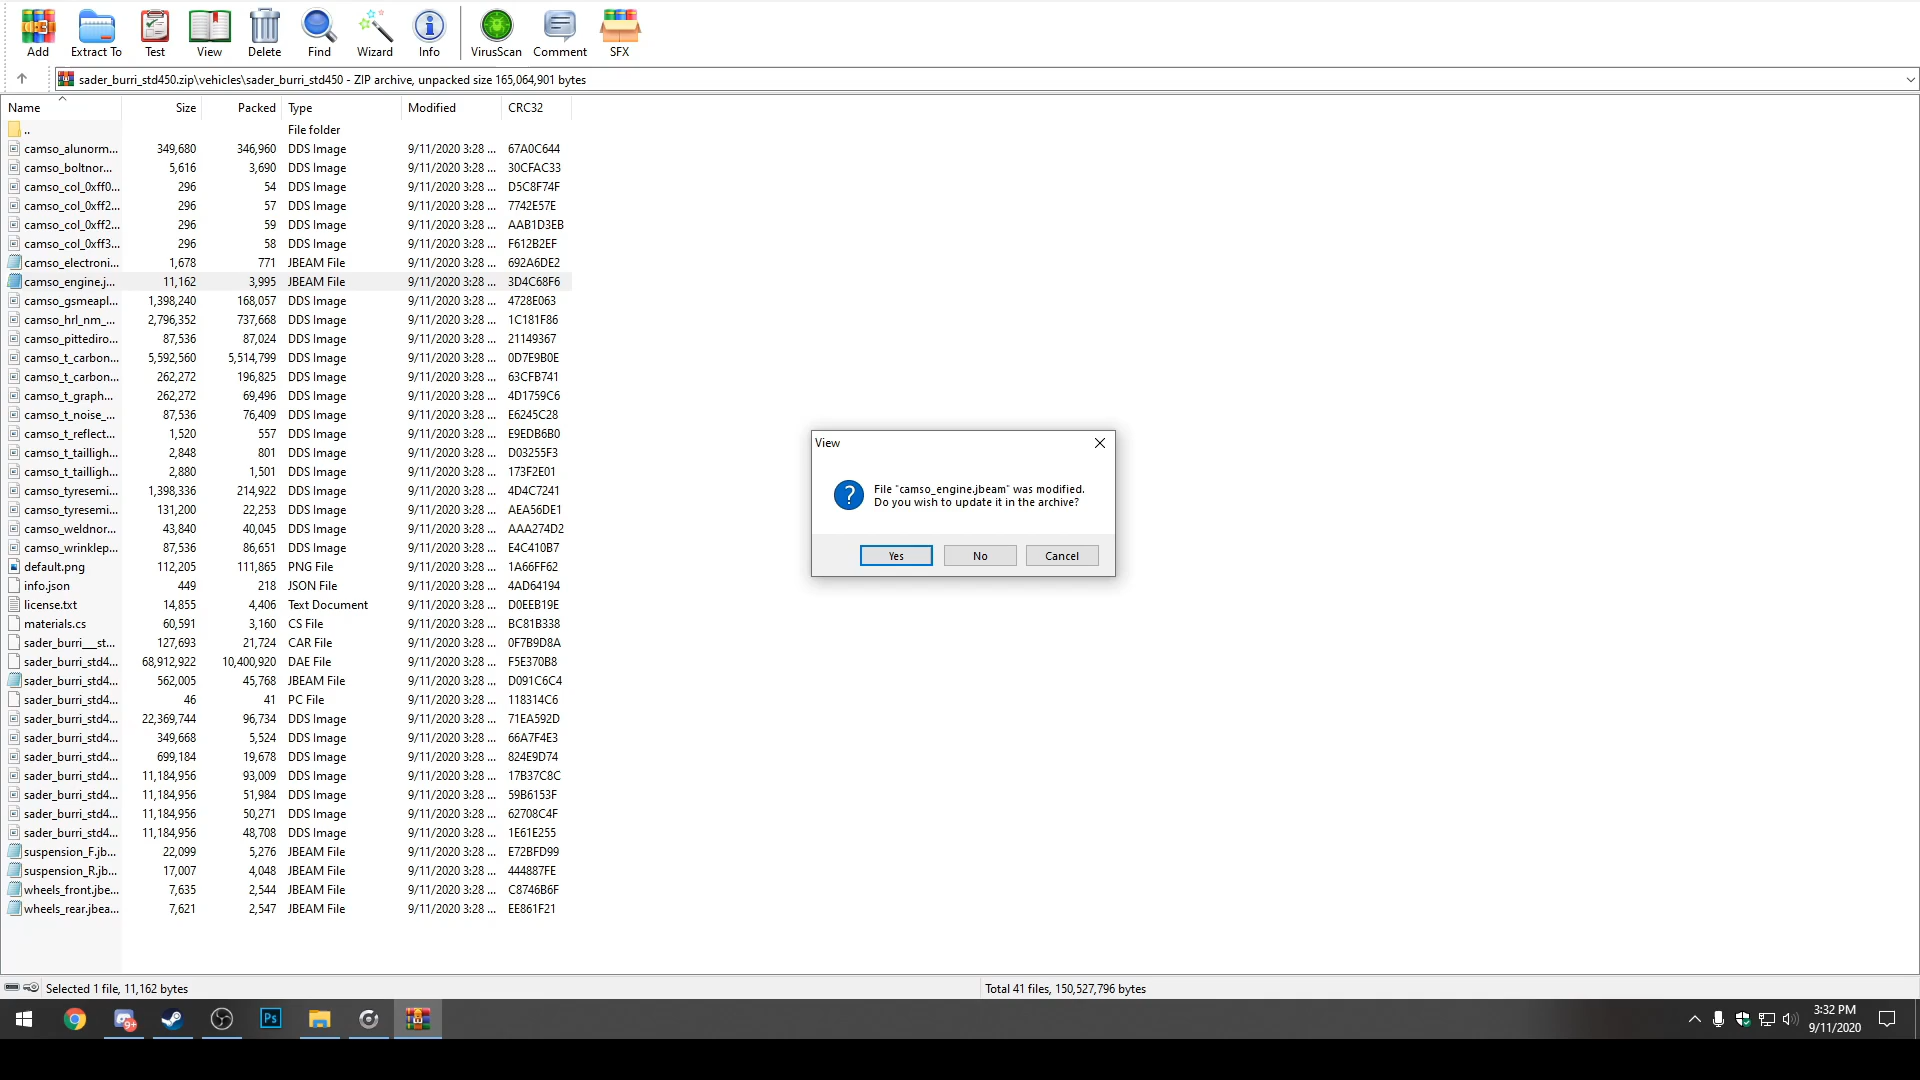 Add Extract To Test View Delete Find Wizard Info VirusScan Comment SFX
sader_burri_std450.zip\vehicles\sader_burri_std450 - ZIP archive, unpacked size 165,064,901 bytes
Name Size Packed Type Modified CRC32
.. File folder
camso_alunorm... 349,680 346,960 DDS Image 9/11/2020 3:28 ... 67A0C644
camso_boltnor... 5,616 3,690 DDS Image 9/11/2020 3:28 ... 30CFAC33
camso_col_0xff0... 296 54 DDS Image 9/11/2020 3:28 ... D5C8F74F
camso_col_0xff2... 296 57 DDS Image 9/11/2020 3:28 ... 7742E57E
camso_col_0xff2... 296 59 DDS Image 9/11/2020 3:28 ... AAB1D3EB
camso_col_0xff3... 296 58 DDS Image 9/11/2020 3:28 ... F612B2EF
camso_electroni... 1,678 771 JBEAM File 9/11/2020 3:28 ... 692A6DE2
camso_engine.j... 11,162 3,995 JBEAM File 9/11/2020 3:28 ... 3D4C68F6
camso_gsmeapl... 1,398,240 168,057 DDS Image 9/11/2020 3:28 ... 4728E063
camso_hrl_nm_... 2,796,352 737,668 DDS Image 9/11/2020 3:28 ... 1C181F86
camso_pittediro... 87,536 87,024 DDS Image 9/11/2020 3:28 ... 21149367
camso_t_carbon... 5,592,560 5,514,799 DDS Image 9/11/2020 3:28 ... 0D7E9B0E
camso_t_carbon... 262,272 196,825 DDS Image 9/11/2020 3:28 ... 63CFB741
camso_t_graph... 262,272 69,496 DDS Image 9/11/2020 3:28 ... 4D1759C6
camso_t_noise_... 87,536 76,409 DDS Image 9/11/2020 3:28 ... E6245C28
camso_t_reflect... 1,520 557 DDS Image 9/11/2020 3:28 ... E9EDB6B0
camso_t_tailligh... 2,848 801 DDS Image 9/11/2020 3:28 ... D03255F3
camso_t_tailligh... 2,880 1,501 DDS Image 9/11/2020 3:28 ... 173F2E01
camso_tyresemi... 1,398,336 214,922 DDS Image 9/11/2020 3:28 ... 4D4C7241
camso_tyresemi... 131,200 22,253 DDS Image 9/11/2020 3:28 ... AEA56DE1
camso_weldnor... 43,840 40,045 DDS Image 9/11/2020 3:28 ... AAA274D2
camso_wrinklep... 87,536 86,651 DDS Image 9/11/2020 3:28 ... E4C410B7
default.png 112,205 111,865 PNG File 9/11/2020 3:28 ... 1A66FF62
info.json 449 218 JSON File 9/11/2020 3:28 ... 4AD64194
license.txt 14,855 4,406 Text Document 9/11/2020 3:28 ... D0EEB19E
materials.cs 60,591 3,160 CS File 9/11/2020 3:28 ... BC81B338
sader_burri___st... 127,693 21,724 CAR File 9/11/2020 3:28 ... 0F7B9D8A
sader_burri_std4... 68,912,922 10,400,920 DAE File 9/11/2020 3:28 ... F5E370B8
sader_burri_std4... 562,005 45,768 JBEAM File 9/11/2020 3:28 ... D091C6C4
sader_burri_std4... 46 41 PC File 9/11/2020 3:28 ... 118314C6
sader_burri_std4... 22,369,744 96,734 DDS Image 9/11/2020 3:28 ... 71EA592D
sader_burri_std4... 349,668 5,524 DDS Image 9/11/2020 3:28 ... 66A7F4E3
sader_burri_std4... 699,184 19,678 DDS Image 9/11/2020 3:28 ... 824E9D74
sader_burri_std4... 11,184,956 93,009 DDS Image 9/11/2020 3:28 ... 17B37C8C
sader_burri_std4... 11,184,956 51,984 DDS Image 9/11/2020 3:28 ... 59B6153F
sader_burri_std4... 11,184,956 50,271 DDS Image 9/11/2020 3:28 ... 62708C4F
sader_burri_std4... 11,184,956 48,708 DDS Image 9/11/2020 3:28 ... 1E61E255
suspension_F.jb... 22,099 5,276 JBEAM File 9/11/2020 3:28 ... E72BFD99
suspension_R.jb... 17,007 4,048 JBEAM File 9/11/2020 3:28 ... 444887FE
wheels_front.jbe... 7,635 2,544 JBEAM File 9/11/2020 3:28 ... C8746B6F
wheels_rear.jbea... 7,621 2,547 JBEAM File 9/11/2020 3:28 ... EE861F21
View
File "camso_engine.jbeam" was modified.
Do you wish to update it in the archive?
Yes No Cancel
Selected 1 file, 11,162 bytes Total 41 files, 150,527,796 bytes
9+ Ps
3:32 PM
9/11/2020